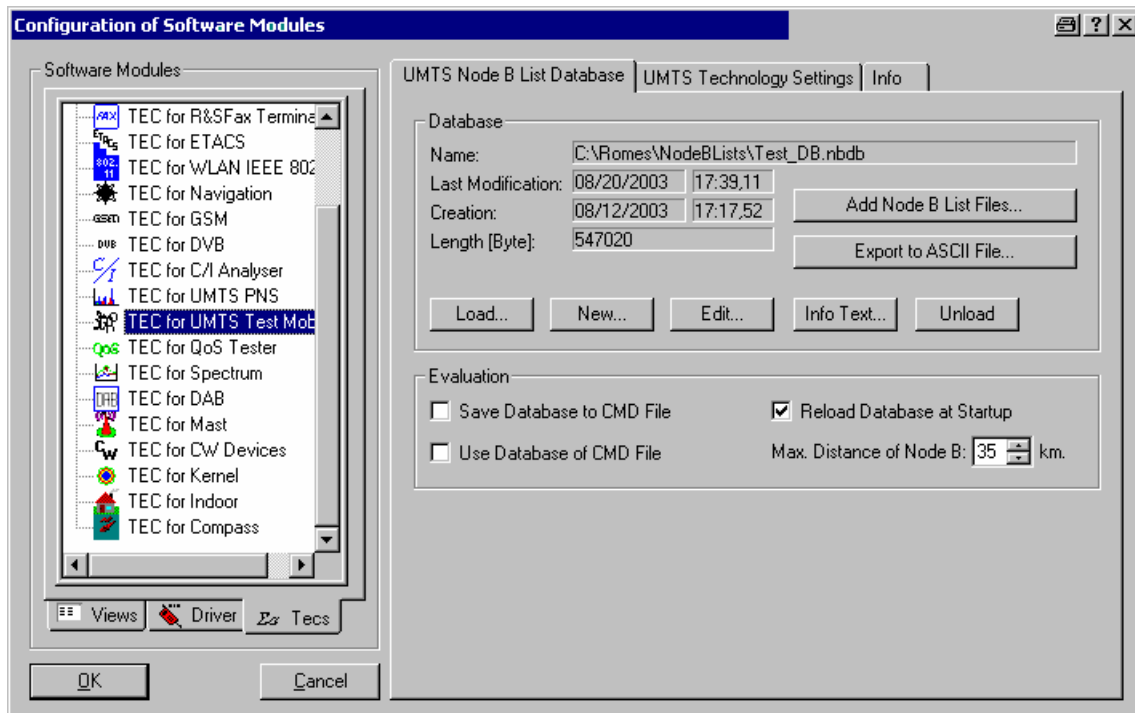 Configuration of Software Modules
Software Modules
TEC for R&SFax Termina
TEC for ETACS
TEC for WLAN IEEE 802
TEC for Navigation
TEC for GSM
TEC for DVB
TEC for C/I Analyser
TEC for UMTS PNS
TEC for UMTS Test Mob
TEC for QoS Tester
TEC for Spectrum
TEC for DAB
TEC for Mast
TEC for CW Devices
TEC for Kernel
TEC for Indoor
TEC for Compass
Views Driver Tecs
OK Cancel
UMTS Node B List Database UMTS Technology Settings Info
Database
Name: C:\Romes\NodeBLists\Test_DB.nbdb
Last Modification: 08/20/2003 17:39,11
Creation: 08/12/2003 17:17,52
Length [Byte]: 547020
Add Node B List Files...
Export to ASCII File...
Load... New... Edit... Info Text... Unload
Evaluation
Save Database to CMD File Reload Database at Startup
Use Database of CMD File Max. Distance of Node B: 35 km.